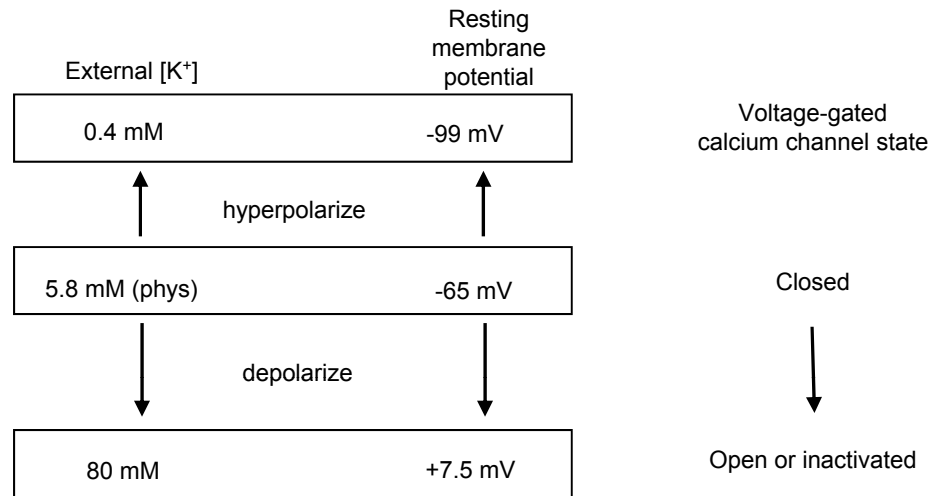 Resting
membrane
potential
External [K⁺]
Voltage-gated
calcium channel state
0.4 mM
-99 mV
hyperpolarize
5.8 mM (phys)
-65 mV
Closed
depolarize
80 mM
+7.5 mV
Open or inactivated